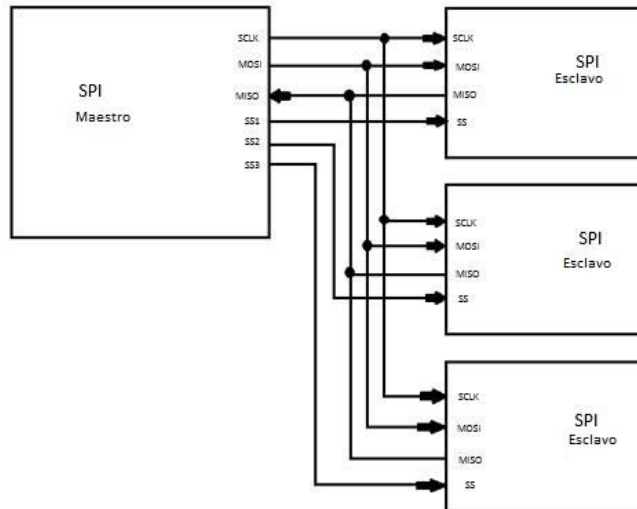 SPI
Maestro
SCLK
MOSI
MISO
SS1
SS2
SS3
SCLK
MOSI
MISO
SS
SPI
Esclavo
SCLK
MOSI
MISO
SS
SPI
Esclavo
SCLK
MOSI
MISO
SS
SPI
Esclavo